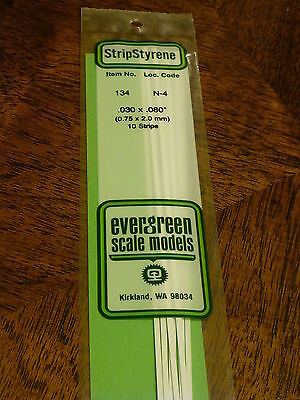 StripStyrene
Item No. Loc. Code
134 N-4
.030 x .080"
(0.75 x 2.0 mm)
10 Strips
evergreen
scale models
Kirkland, WA 98034